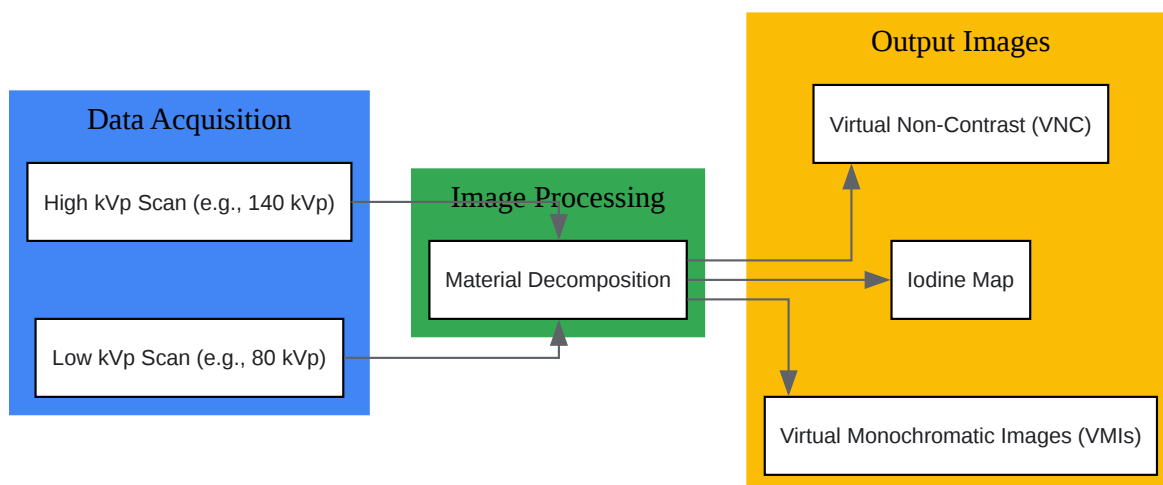 Data Acquisition
High kVp Scan (e.g., 140 kVp)
Low kVp Scan (e.g., 80 kVp)
Image Processing
Material Decomposition
Output Images
Virtual Non-Contrast (VNC)
Iodine Map
Virtual Monochromatic Images (VMIs)